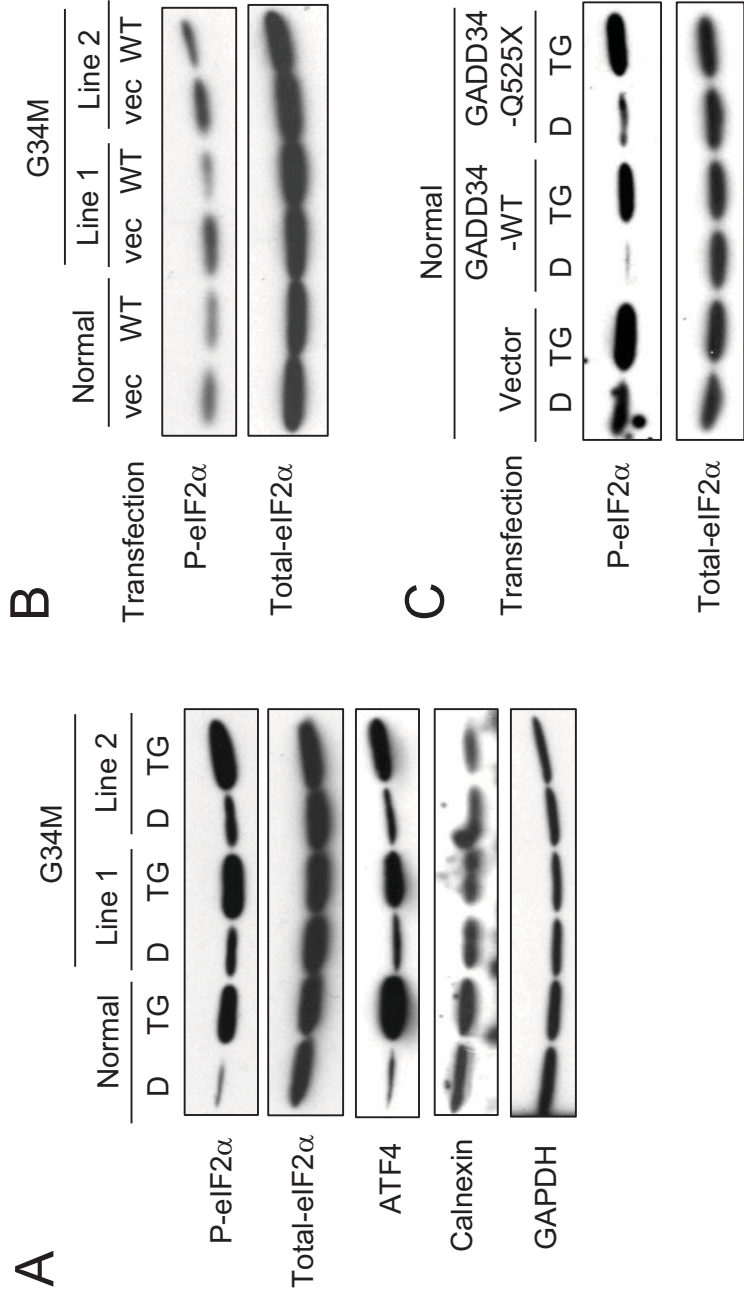 A
G34M
Normal Line 1 Line 2
D TG D TG D TG
P-eIF2α
Total-eIF2α
ATF4
Calnexin
GAPDH
B
G34M
Normal Line 1 Line 2
Transfection vec WT vec WT vec WT
P-eIF2α
Total-eIF2α
C
Normal
Vector GADD34 -WT GADD34 -Q525X
Transfection D TG D TG D TG
P-eIF2α
Total-eIF2α